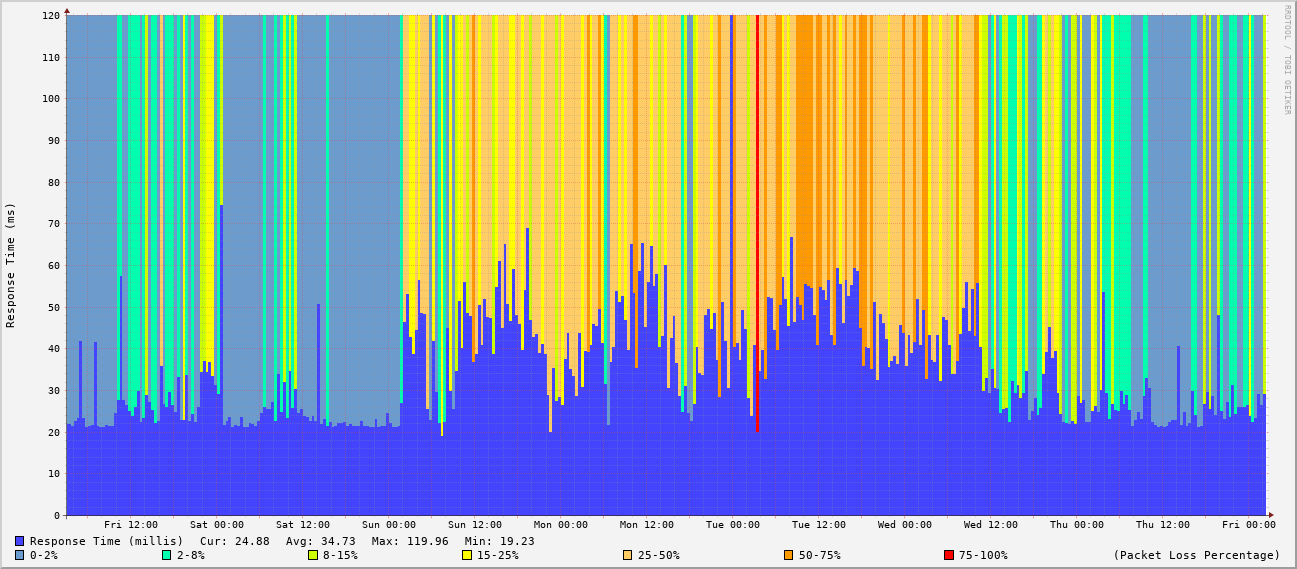 RRDTOOL / TOBI OETIKER
Response Time (ms)
120
110
100
90
80
70
60
50
40
30
20
10
0
Fri 12:00 Sat 00:00 Sat 12:00 Sun 00:00 Sun 12:00 Mon 00:00 Mon 12:00 Tue 00:00 Tue 12:00 Wed 00:00 Wed 12:00 Thu 00:00 Thu 12:00 Fri 00:00
Response Time (millis) Cur: 24.88 Avg: 34.73 Max: 119.96 Min: 19.23
0-2% 2-8% 8-15% 15-25% 25-50% 50-75% 75-100% (Packet Loss Percentage)